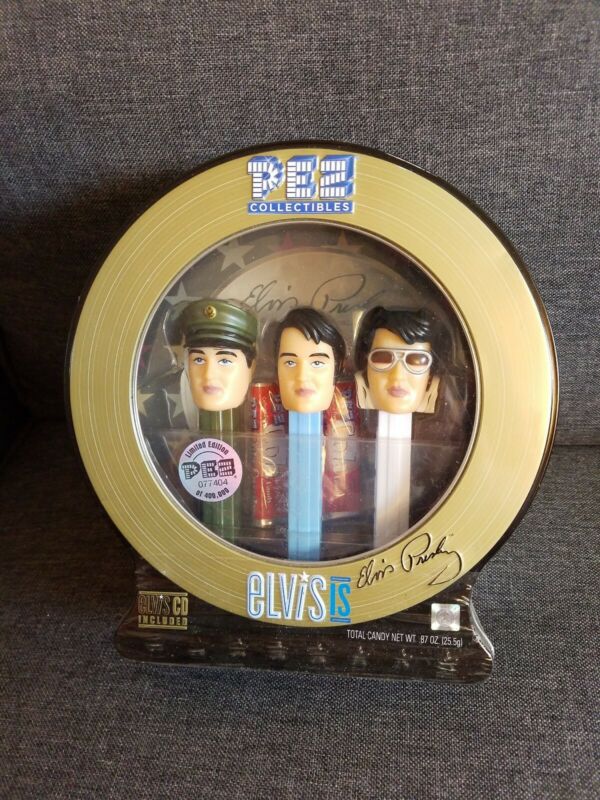 PEZ
COLLECTIBLES
Elvis Presley
Limited Edition
PEZ
077404
of 400,000
PEZ
ELVIS IS
Elvis Presley
ELVIS CD
INCLUDED
TOTAL CANDY NET WT. .87 OZ. (25.5g)